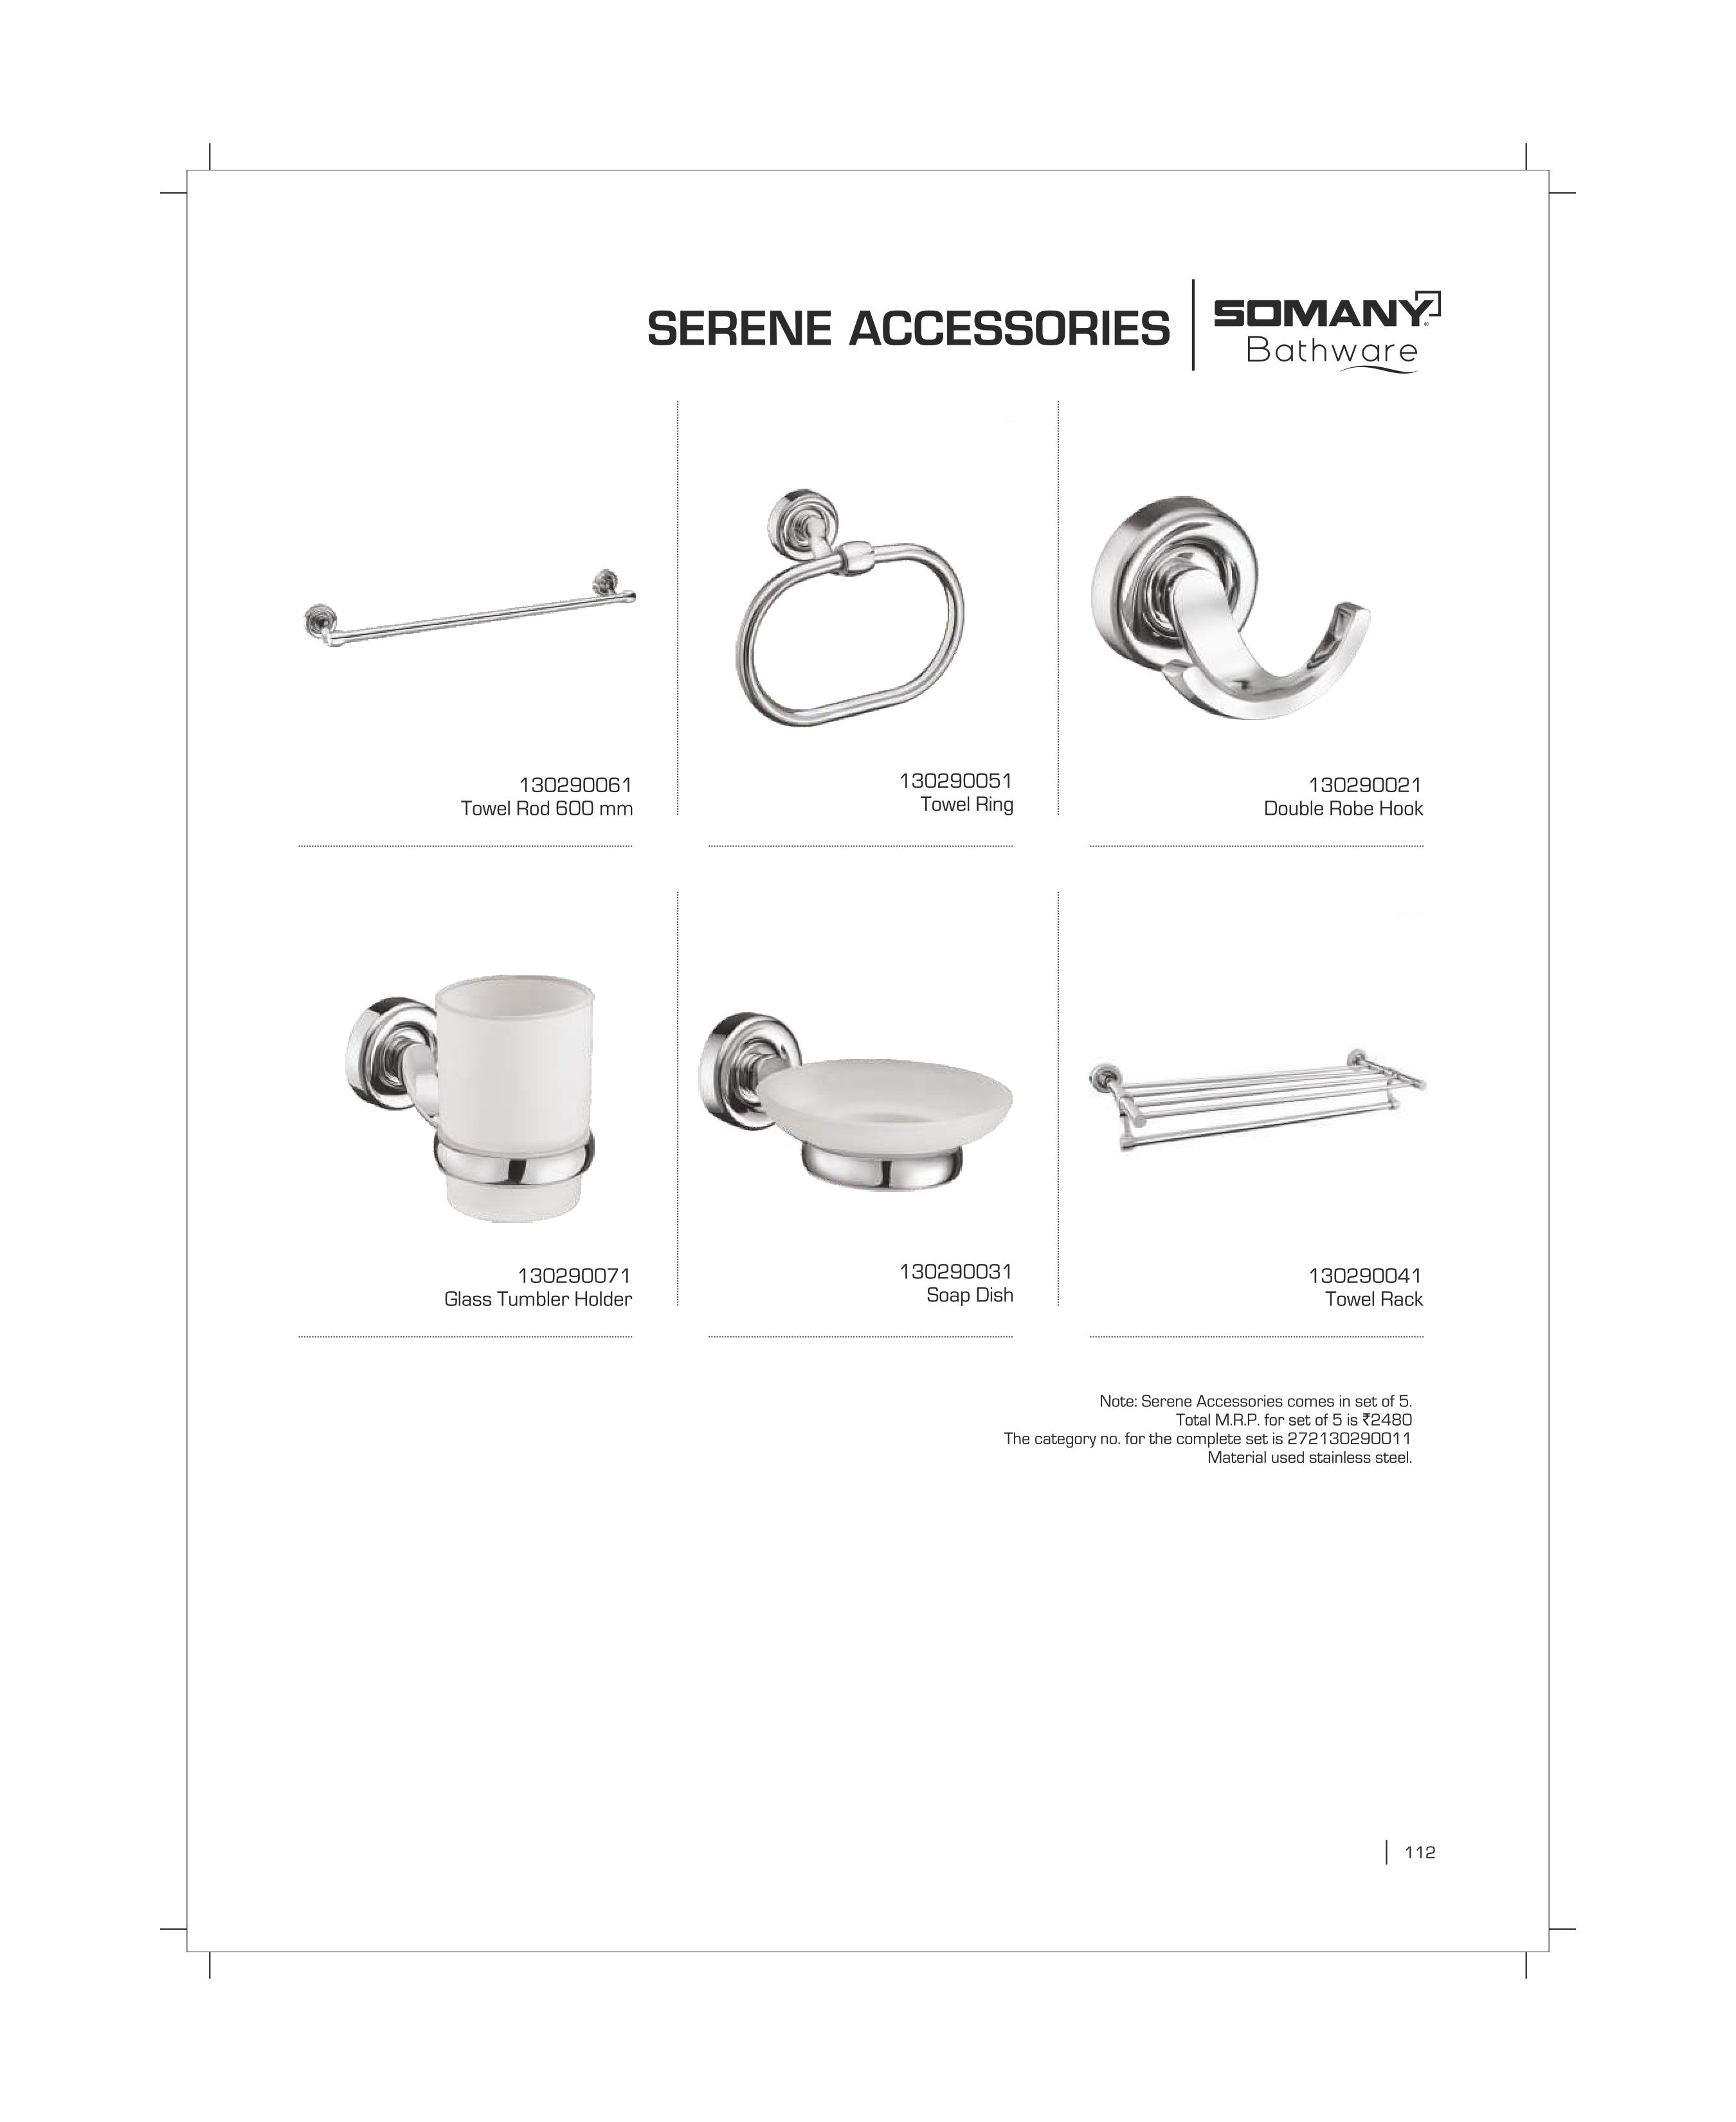 SERENE ACCESSORIES
SOMANY®
Bathware
130290061
Towel Rod 600 mm
130290051
Towel Ring
130290021
Double Robe Hook
130290071
Glass Tumbler Holder
130290031
Soap Dish
130290041
Towel Rack
Note: Serene Accessories comes in set of 5.
Total M.R.P. for set of 5 is ₹2480
The category no. for the complete set is 272130290011
Material used stainless steel.
112